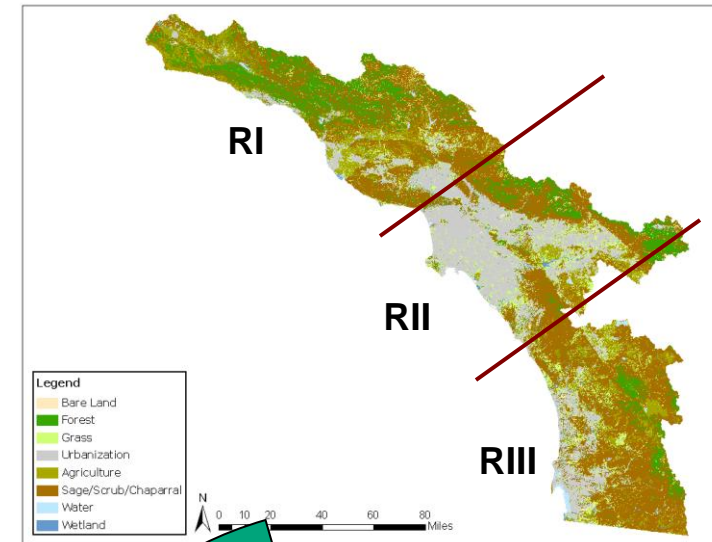 RI
RII
RIII
Legend
Bare Land
Forest
Grass
Urbanization
Agriculture
Sage/Scrub/Chaparral
Water
Wetland
N
0 20 40 60 80
Miles